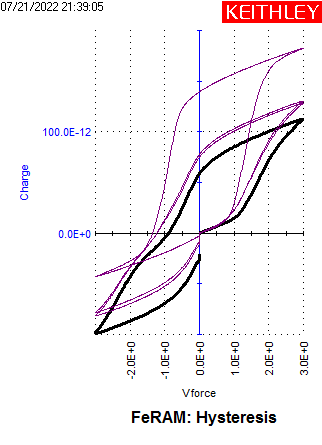 07/21/2022 21:39:05
KEITHLEY
100.0E-12
Charge
0.0E+0
-2.0E+0
-1.0E+0
0.0E+0
1.0E+0
2.0E+0
3.0E+0
Vforce
FeRAM: Hysteresis